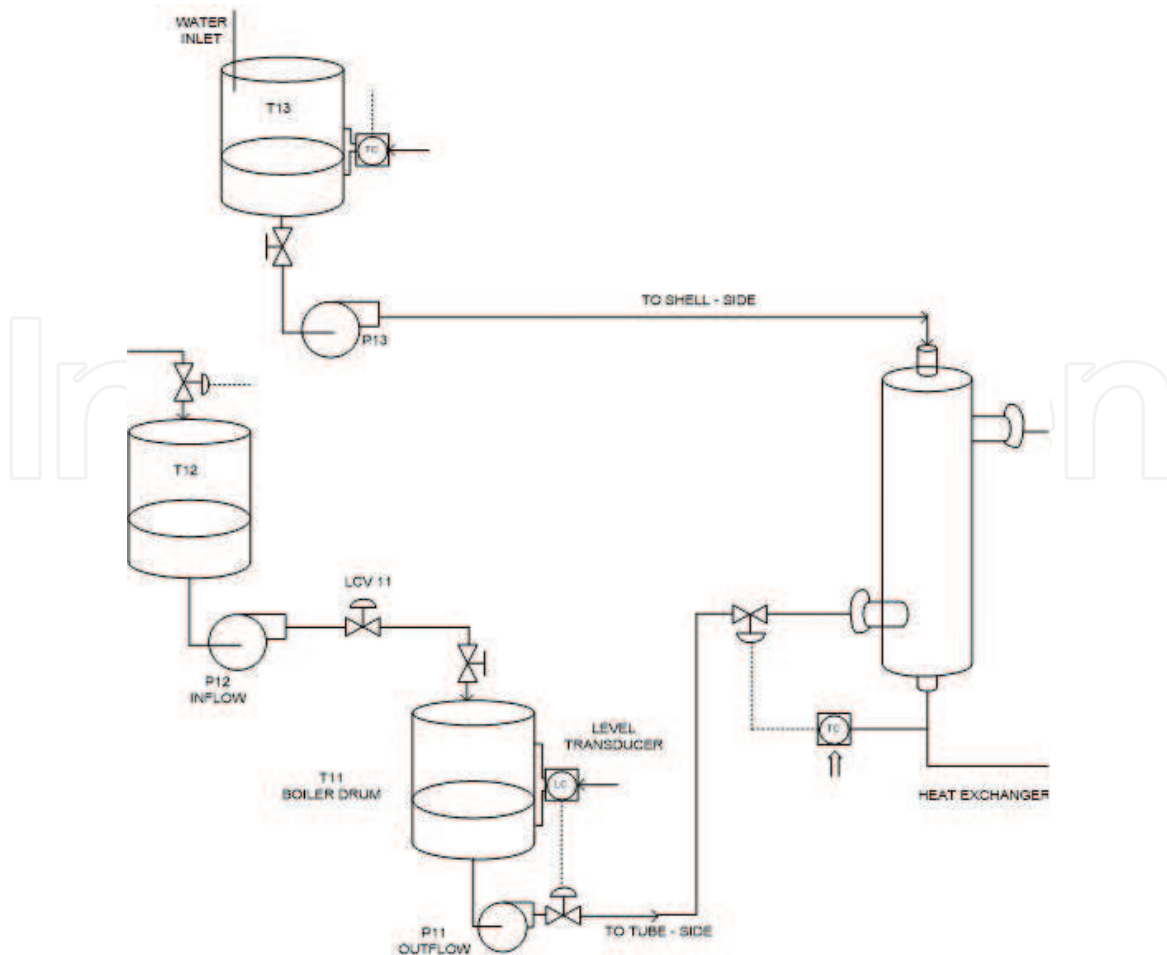 WATER
INLET
T13
TC
TO SHELL - SIDE
P13
T12
LCV 11
P12
INFLOW
LEVEL
TRANSDUCER
TC
T11
BOILER DRUM
LC
HEAT EXCHANGER
P11
OUTFLOW
TO TUBE - SIDE